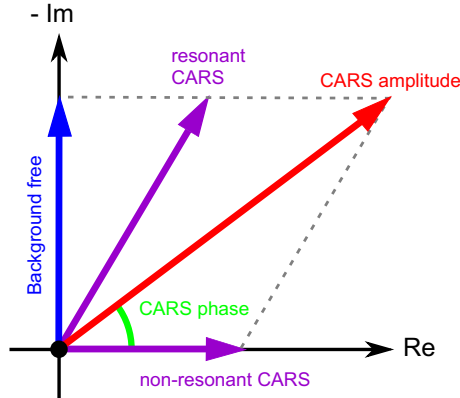 - Im
resonant
CARS
CARS amplitude
Background free
CARS phase
Re
non-resonant CARS